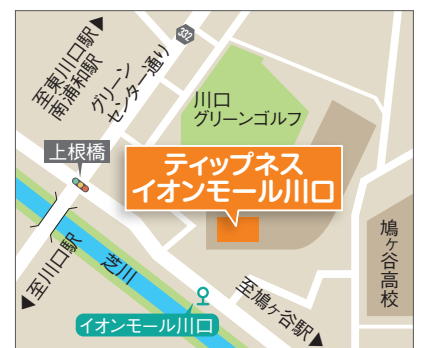 332
至東川口駅▲
南浦和駅
グリーン
センター通り
川口
グリーンゴルフ
上根橋
ティップネス
イオンモール川口
鳩ヶ谷高校
芝川
▼至川口駅
至鳩ヶ谷駅▶
イオンモール川口